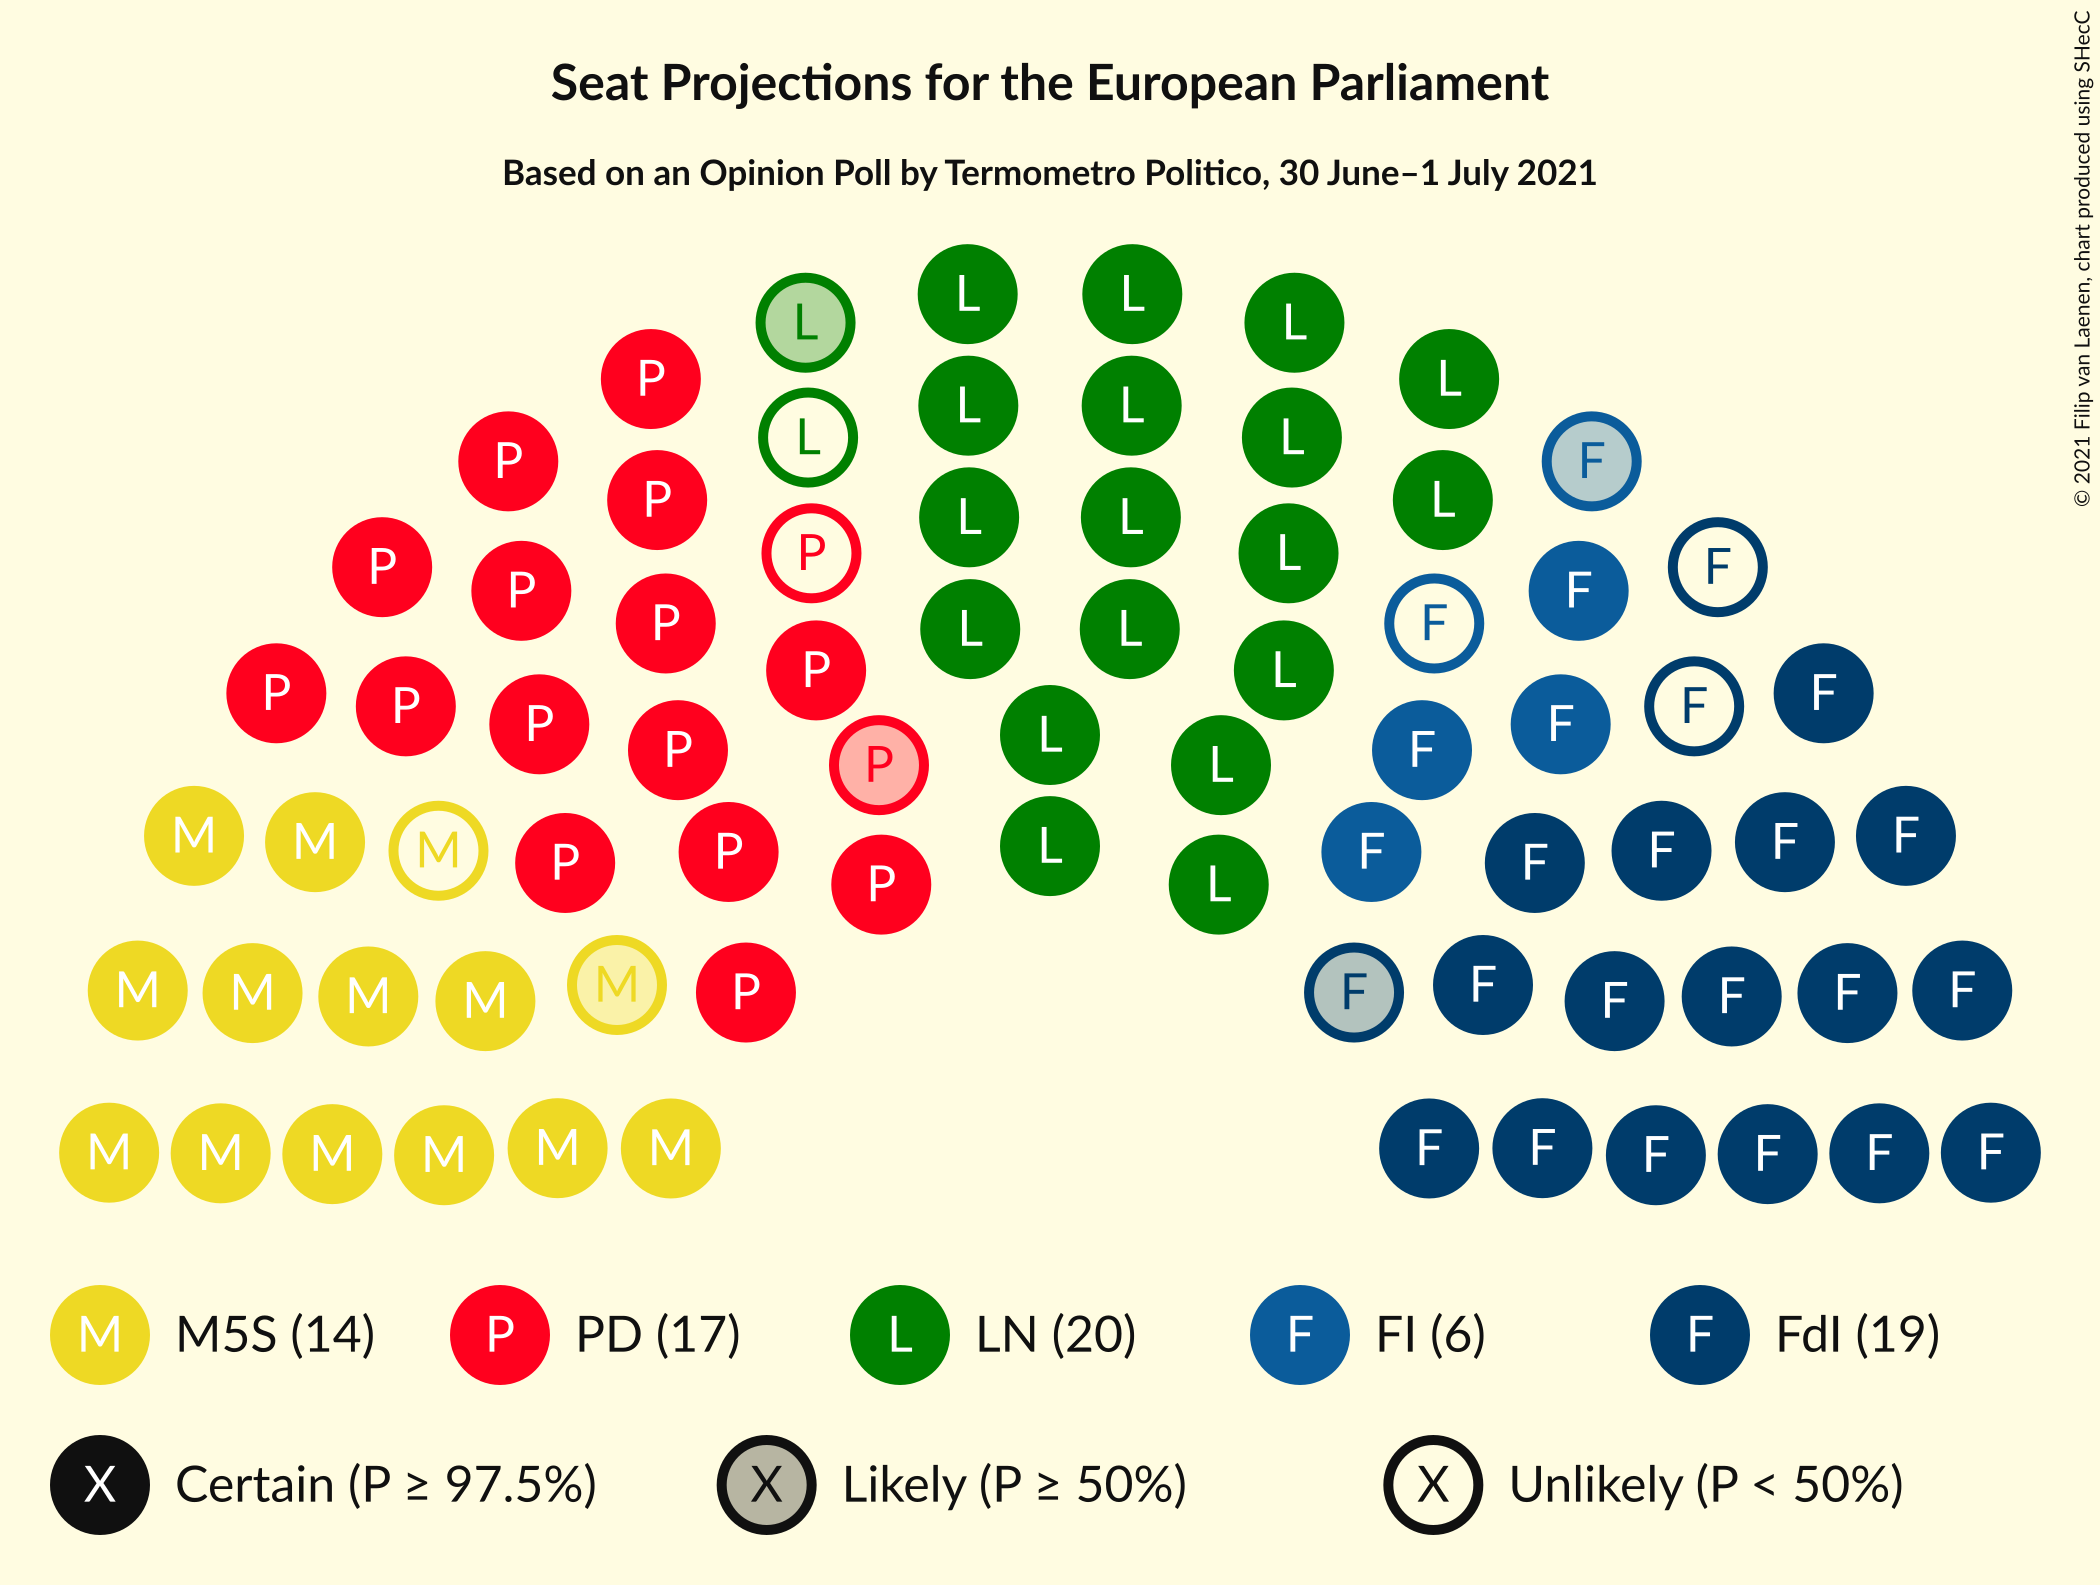 Seat Projections for the European Parliament
Based on an Opinion Poll by Termometro Politico, 30 June–1 July 2021
© 2021 Filip van Laenen, chart produced using SHecC
L L
L L
P L
L L
L L
P F
P L L
L L
P P F
P L
P F
P F F
L L
P F
P P F F
P P F
L
P F
P L
M M F F
L
M M P P F F F
P L
M M M P F F F F
M M M F F F
M M F F
M M M M F F F F
M5S (14) PD (17) LN (20) FI (6) FdI (19)
M P L F F
X Certain (P ≥ 97.5%) X Likely (P ≥ 50%) X Unlikely (P < 50%)